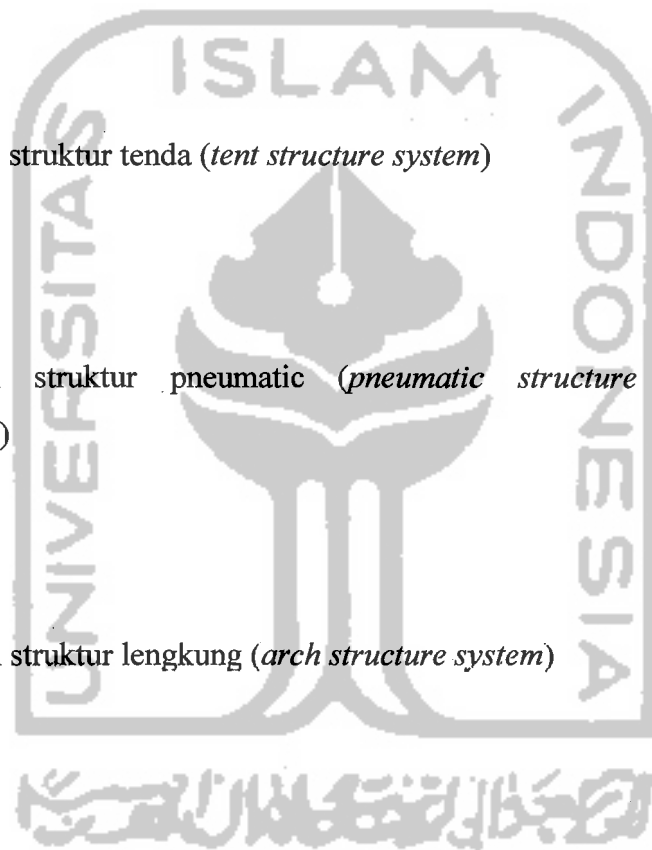 ISLAM
UNIVERSITAS
INDONESIA
struktur tenda (tent structure system)
struktur pneumatic (pneumatic structure
)
struktur lengkung (arch structure system)